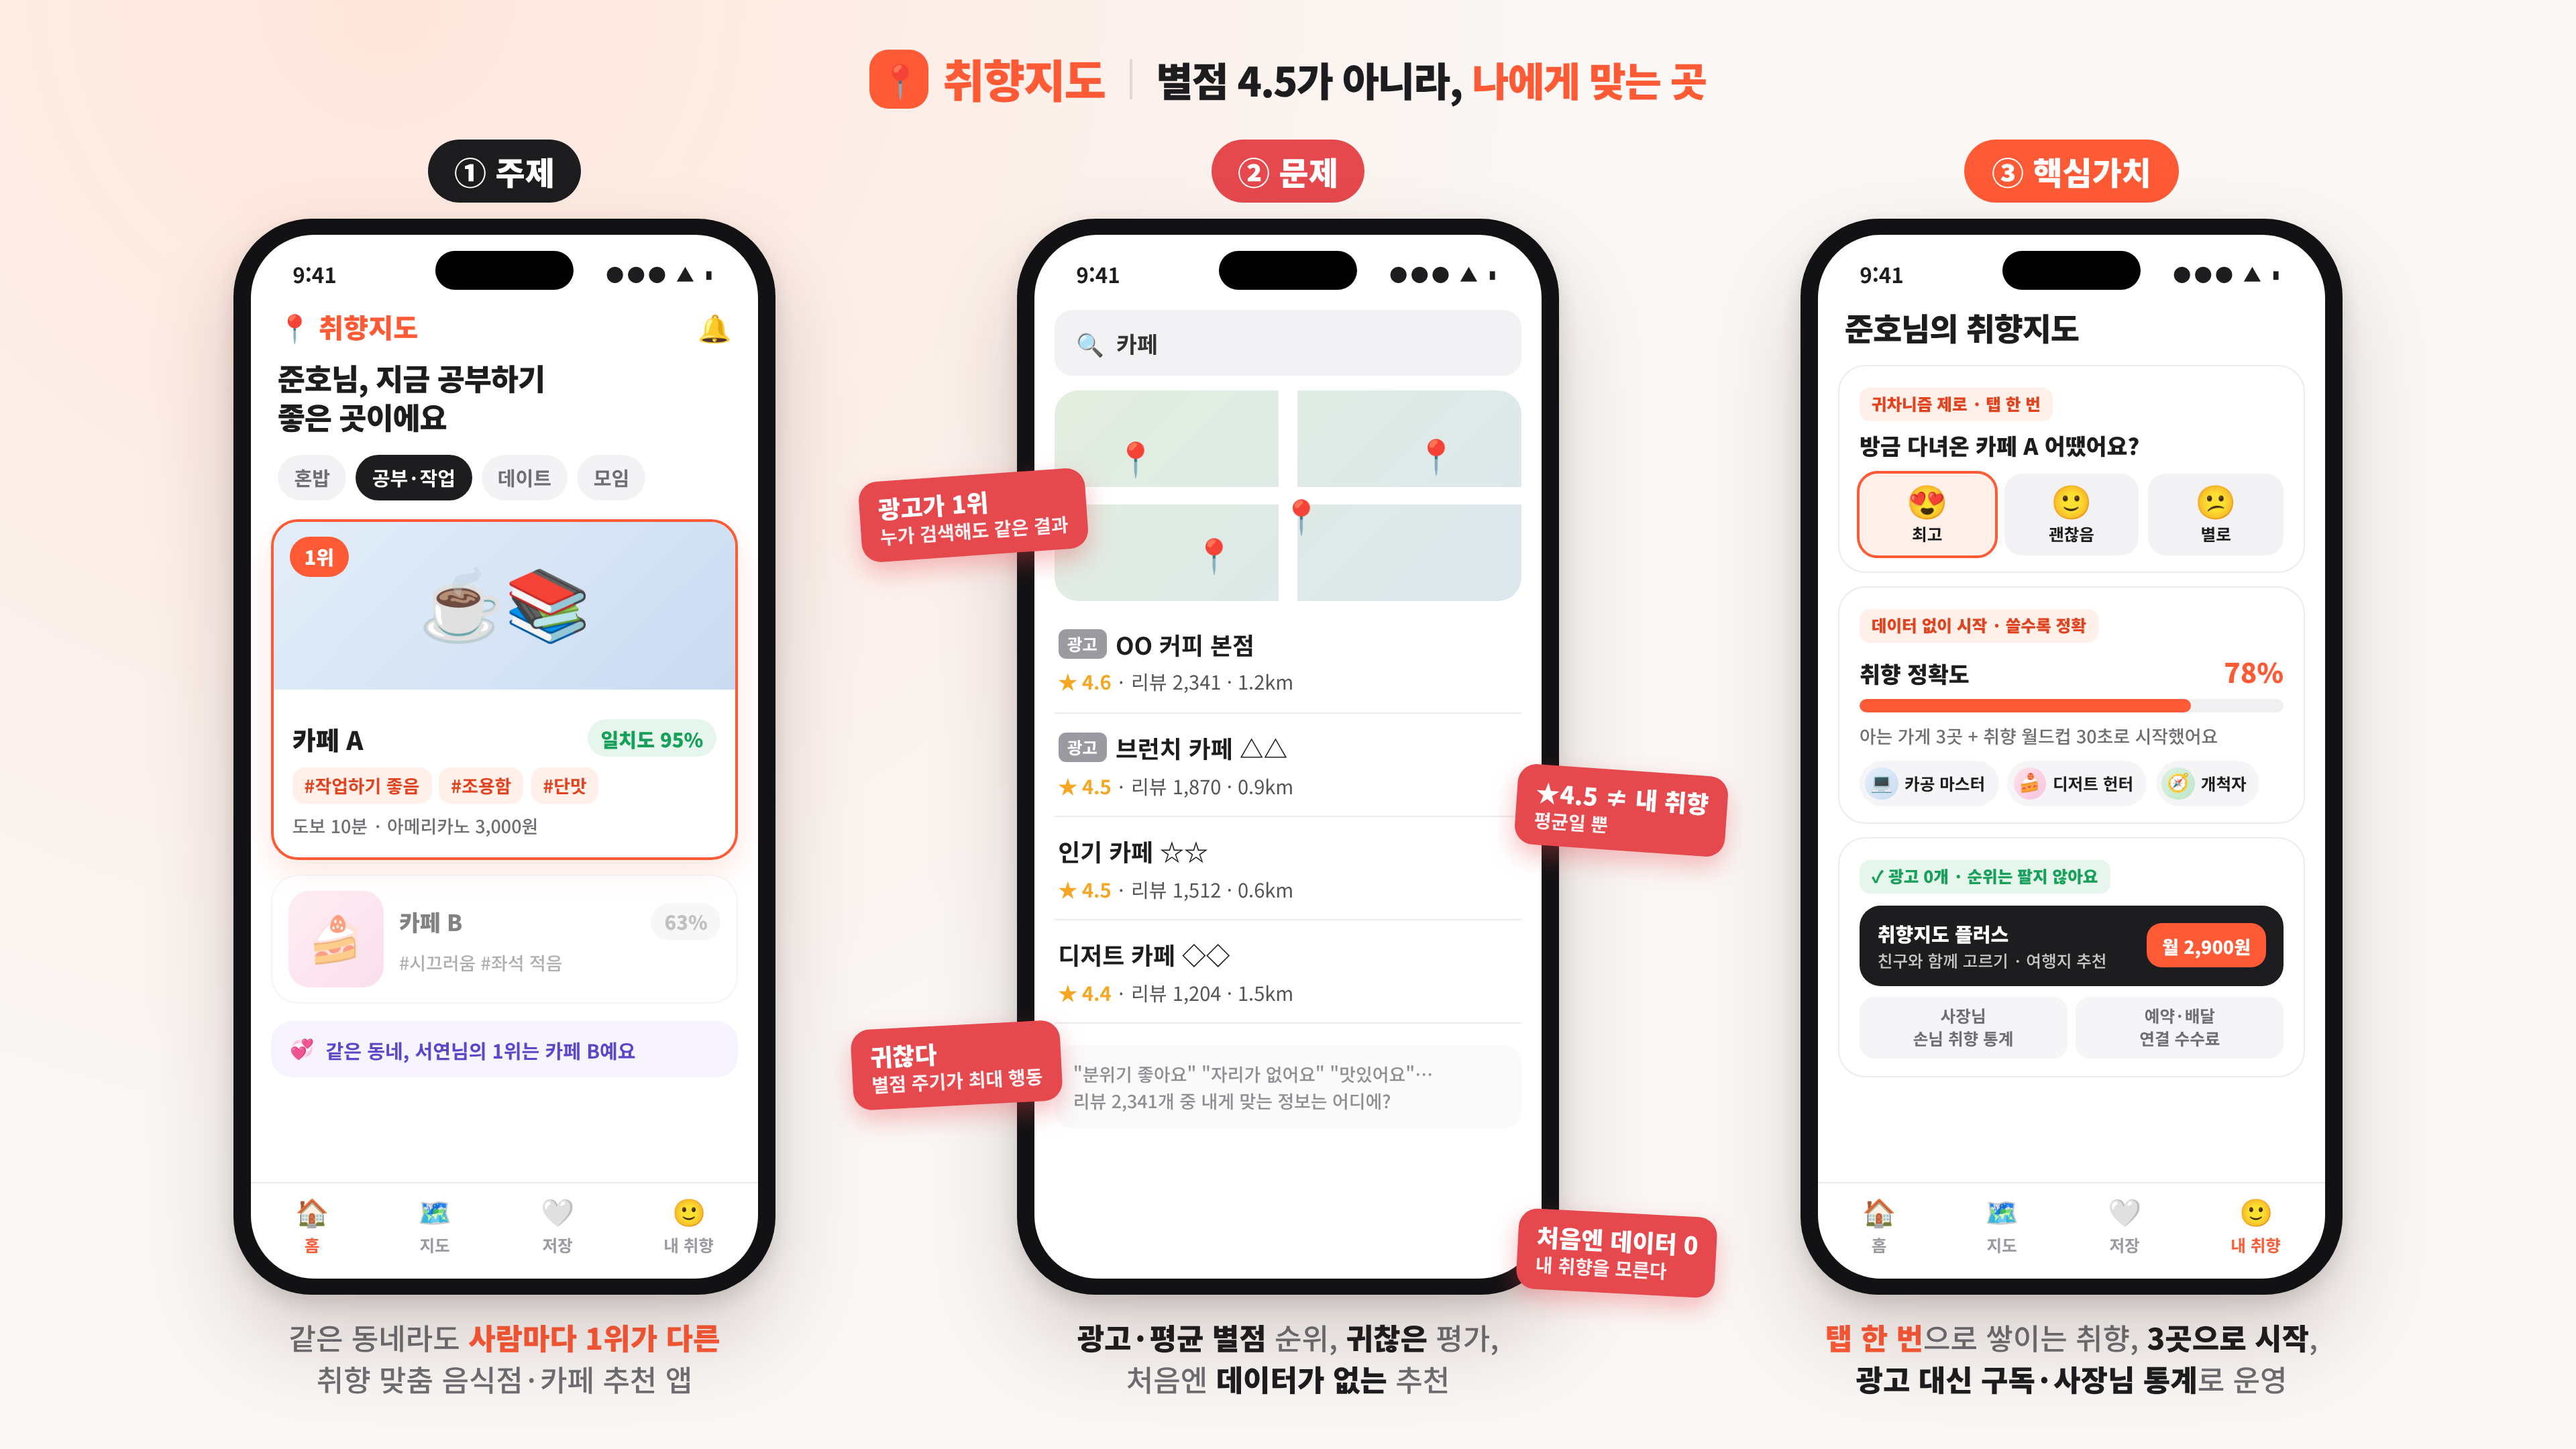 취향지도 별점 4.5가 아니라, 나에게 맞는 곳
① 주제
9:41
취향지도
준호님, 지금 공부하기
좋은 곳이에요
혼밥 공부·작업 데이트 모임
1위
카페 A 일치도 95%
#작업하기 좋음 #조용함 #단맛
도보 10분 · 아메리카노 3,000원
카페 B 63%
#시끄러움 #좌석 적음
같은 동네, 서연님의 1위는 카페 B예요
홈 지도 저장 내 취향
같은 동네라도 사람마다 1위가 다른
취향 맞춤 음식점·카페 추천 앱
② 문제
9:41
카페
광고가 1위
누가 검색해도 같은 결과
광고 OO 커피 본점
★ 4.6 · 리뷰 2,341 · 1.2km
광고 브런치 카페 △△
★ 4.5 · 리뷰 1,870 · 0.9km
★4.5 ≠ 내 취향
평균일 뿐
인기 카페 ☆☆
★ 4.5 · 리뷰 1,512 · 0.6km
디저트 카페 ◇◇
★ 4.4 · 리뷰 1,204 · 1.5km
귀찮다
별점 주기가 최대 행동
"분위기 좋아요" "자리가 없어요" "맛있어요"…
리뷰 2,341개 중 내게 맞는 정보는 어디에?
처음엔 데이터 0
내 취향을 모른다
광고·평균 별점 순위, 귀찮은 평가,
처음엔 데이터가 없는 추천
③ 핵심가치
9:41
준호님의 취향지도
귀차니즘 제로 · 탭 한 번
방금 다녀온 카페 A 어땠어요?
최고 괜찮음 별로
데이터 없이 시작 · 쓸수록 정확
취향 정확도 78%
아는 가게 3곳 + 취향 월드컵 30초로 시작했어요
카공 마스터 디저트 헌터 개척자
✓ 광고 0개 · 순위는 팔지 않아요
취향지도 플러스
친구와 함께 고르기 · 여행지 추천
월 2,900원
사장님
손님 취향 통계
예약·배달
연결 수수료
홈 지도 저장 내 취향
탭 한 번으로 쌓이는 취향, 3곳으로 시작,
광고 대신 구독·사장님 통계로 운영